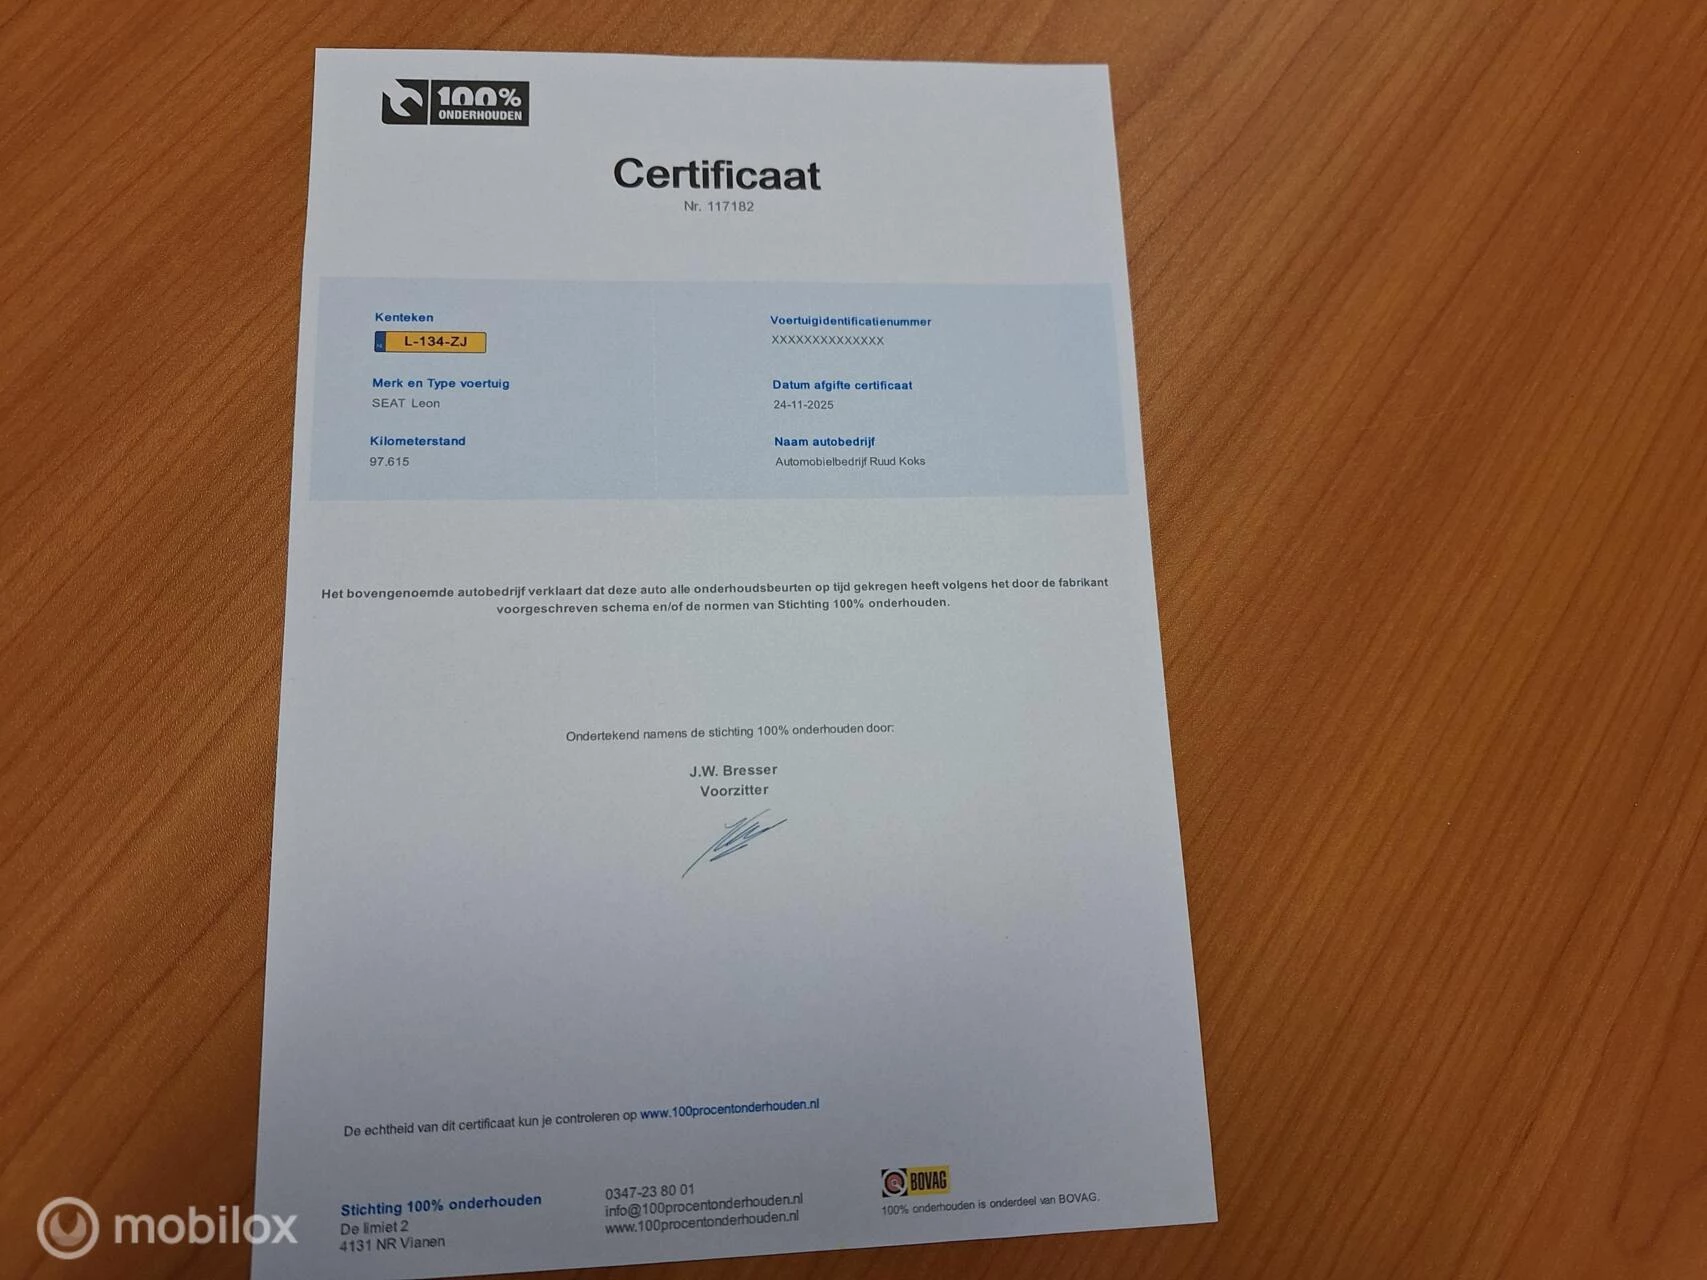 100%
ONDERHOUDEN
Certificaat
Nr. 117182
Kenteken
NL L-134-ZJ
Merk en Type voertuig
SEAT Leon
Kilometerstand
97.615
Voertuigidentificatienummer
XXXXXXXXXXXXXX
Datum afgifte certificaat
24-11-2025
Naam autobedrijf
Automobielbedrijf Ruud Koks
Het bovengenoemde autobedrijf verklaart dat deze auto alle onderhoudsbeurten op tijd gekregen heeft volgens het door de fabrikant
voorgeschreven schema en/of de normen van Stichting 100% onderhouden.
Ondertekend namens de stichting 100% onderhouden door:
J.W. Bresser
Voorzitter
De echtheid van dit certificaat kun je controleren op www.100procentonderhouden.nl
Stichting 100% onderhouden
De limiet 2
4131 NR Vianen
0347-23 80 01
info@100procentonderhouden.nl
www.100procentonderhouden.nl
BOVAG
100% onderhouden is onderdeel van BOVAG.
mobilox